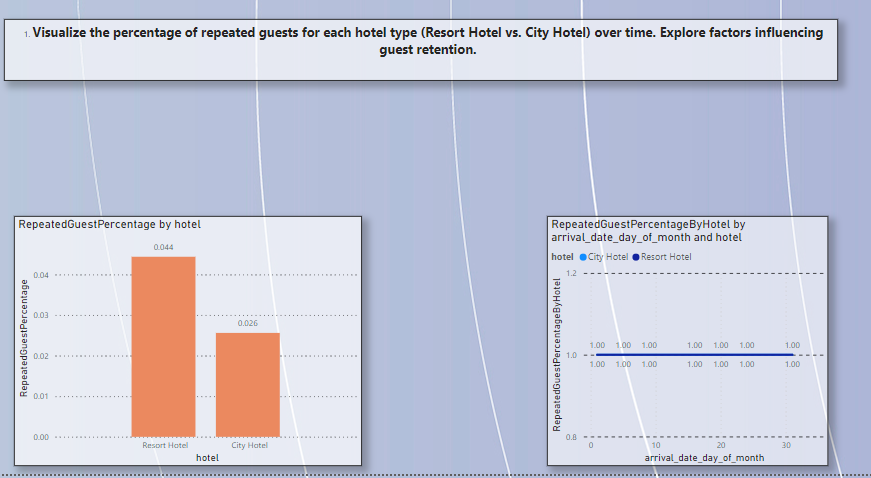 1. Visualize the percentage of repeated guests for each hotel type (Resort Hotel vs. City Hotel) over time. Explore factors influencing
guest retention.
RepeatedGuestPercentage by hotel
RepeatedGuestPercentage
0.04
0.03
0.02
0.01
0.00
0.044
0.026
Resort Hotel City Hotel
hotel
RepeatedGuestPercentageByHotel by
arrival_date_day_of_month and hotel
hotel City Hotel Resort Hotel
RepeatedGuestPercentageByHotel
1.2
1.0
0.8
1.00 1.00 1.00 1.00 1.00 1.00 1.00
1.00 1.00 1.00 1.00 1.00 1.00 1.00
0 10 20 30
arrival_date_day_of_month